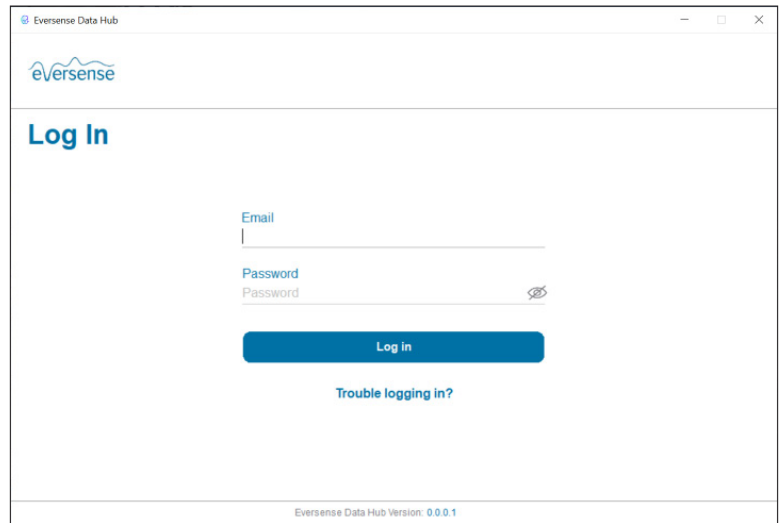 Eversense Data Hub
eversense
Log In
Email
Password
Password
Log in
Trouble logging in?
Eversense Data Hub Version: 0.0.0.1